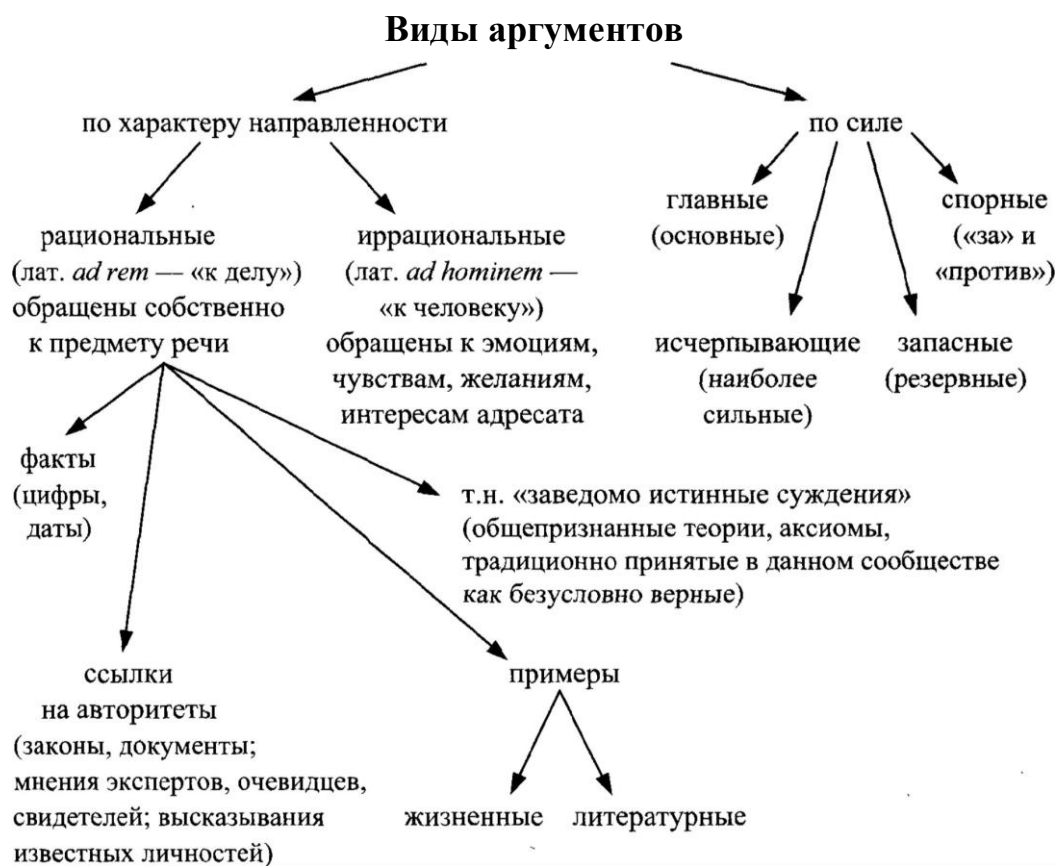 Виды аргументов
по характеру направленности
по силе
главные
(основные)
спорные
(«за» и
«против»)
рациональные
(лат. ad rem — «к делу»)
обращены собственно
к предмету речи
иррациональные
(лат. ad hominem —
«к человеку»)
обращены к эмоциям,
чувствам, желаниям,
интересам адресата
исчерпывающие
(наиболее
сильные)
запасные
(резервные)
факты
(цифры,
даты)
т.н. «заведомо истинные суждения»
(общепризнанные теории, аксиомы,
традиционно принятые в данном сообществе
как безусловно верные)
ссылки
на авторитеты
(законы, документы;
мнения экспертов, очевидцев,
свидетелей; высказывания
известных личностей)
примеры
жизненные
литературные